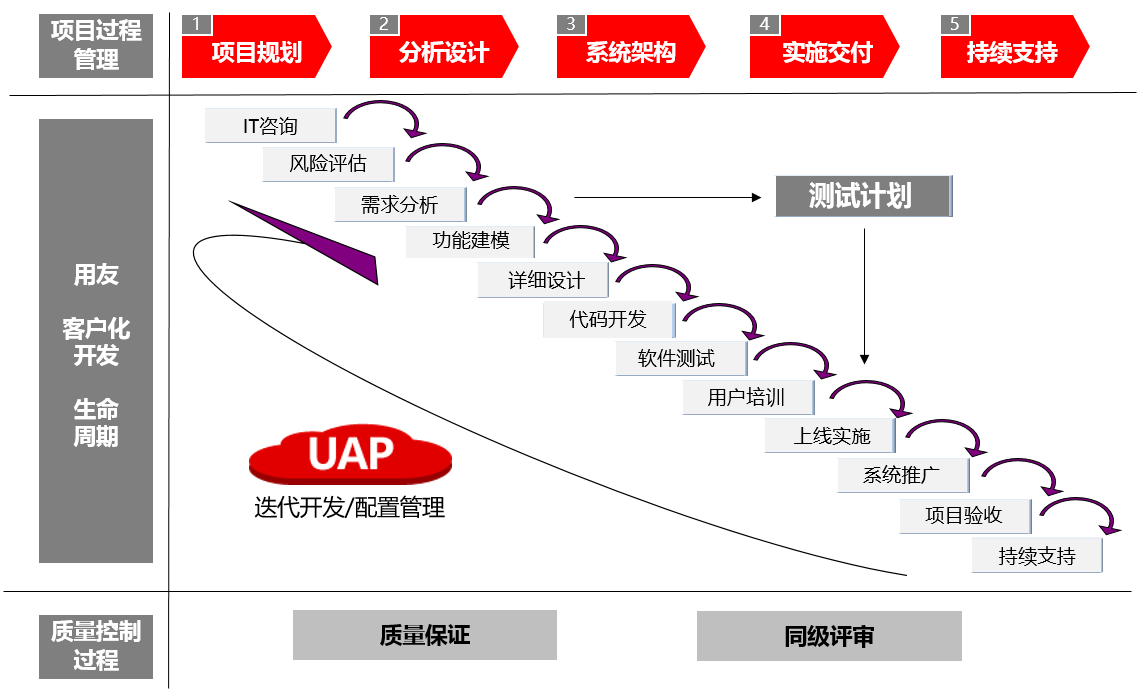 项目过程
管理
1
项目规划
2
分析设计
3
系统架构
4
实施交付
5
持续支持
用友
客户化
开发
生命
周期
IT咨询
风险评估
需求分析
测试计划
功能建模
详细设计
代码开发
软件测试
用户培训
上线实施
系统推广
项目验收
持续支持
UAP
迭代开发/配置管理
质量控制
过程
质量保证
同级评审